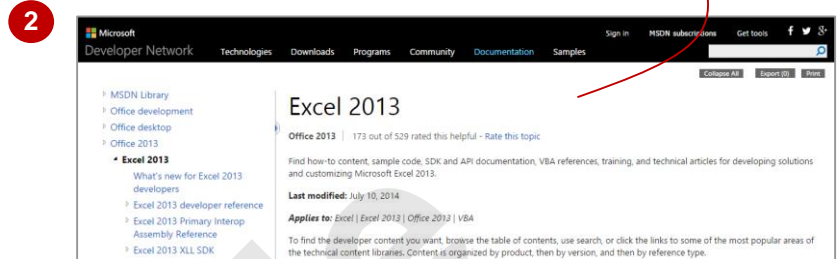 2
Microsoft
Sign in MSDN subscriptions Get tools
Developer Network Technologies Downloads Programs Community Documentation Samples
Collapse All Export (0) Print
MSDN Library
Office development
Office desktop
Office 2013
Excel 2013
What's new for Excel 2013
developers
Excel 2013 developer reference
Excel 2013 Primary Interop
Assembly Reference
Excel 2013 XLL SDK
Excel 2013
Office 2013 | 173 out of 529 rated this helpful - Rate this topic
Find how-to content, sample code, SDK and API documentation, VBA references, training, and technical articles for developing solutions
and customizing Microsoft Excel 2013.
Last modified: July 10, 2014
Applies to: Excel | Excel 2013 | Office 2013 | VBA
To find the developer content you want, browse the table of contents, use search, or click the links to some of the most popular areas of
the technical content libraries. Content is organized by product, then by version, and then by reference type.